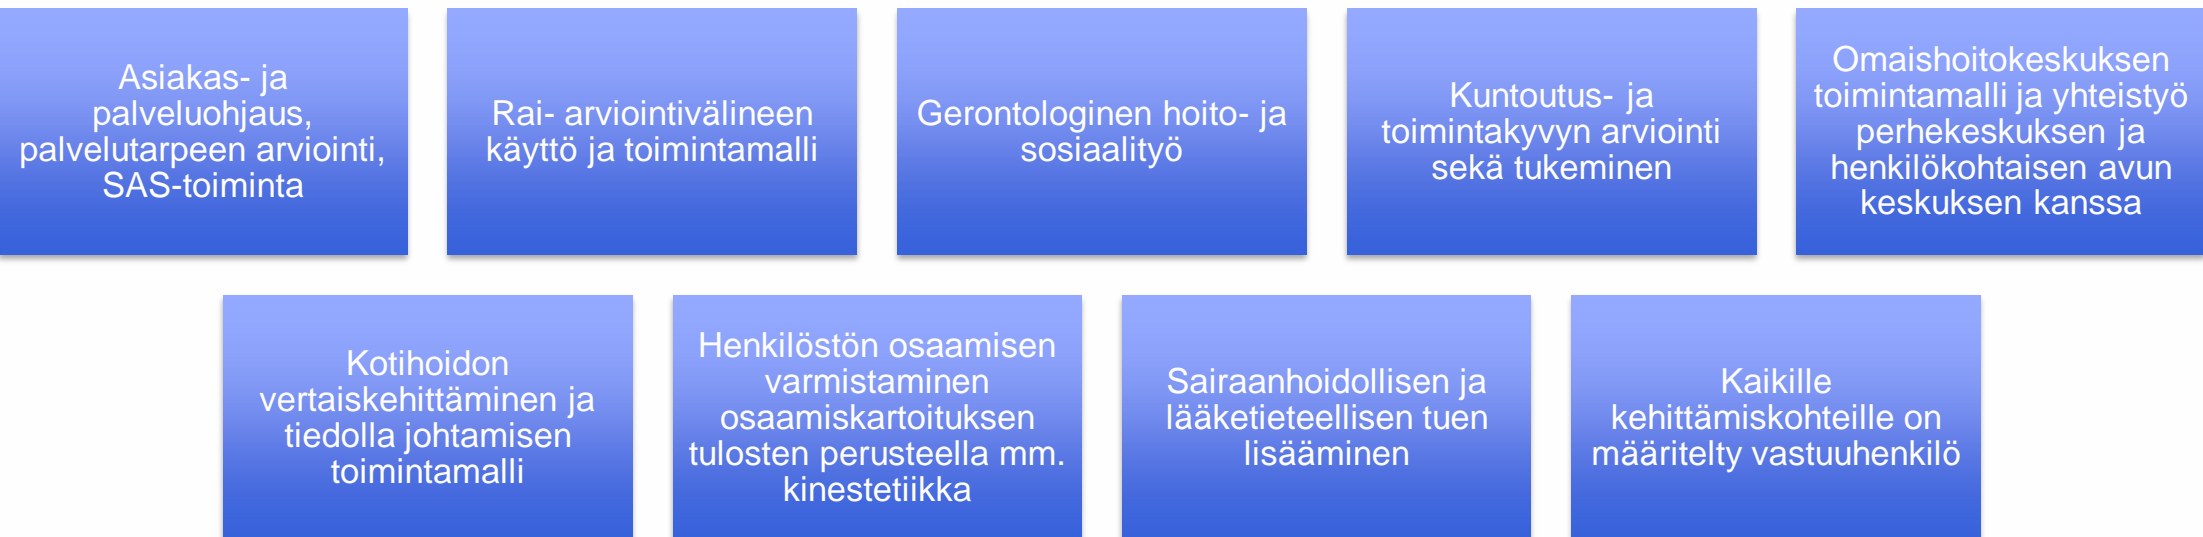 Asiakas- ja
palveluohjaus,
palvelutarpeen arviointi,
SAS-toiminta
Rai- arviointivälineen
käyttö ja toimintamalli
Gerontologinen hoito- ja
sosiaalityö
Kuntoutus- ja
toimintakyvyn arviointi
sekä tukeminen
Omaishoitokeskuksen
toimintamalli ja yhteistyö
perhekeskuksen ja
henkilökohtaisen avun
keskuksen kanssa
Kotihoidon
vertaiskehittäminen ja
tiedolla johtamisen
toimintamalli
Henkilöstön osaamisen
varmistaminen
osaamiskartoituksen
tulosten perusteella mm.
kinestetiikka
Sairaanhoidollisen ja
lääketieteellisen tuen
lisääminen
Kaikille
kehittämiskohteille on
määritelty vastuuhenkilö